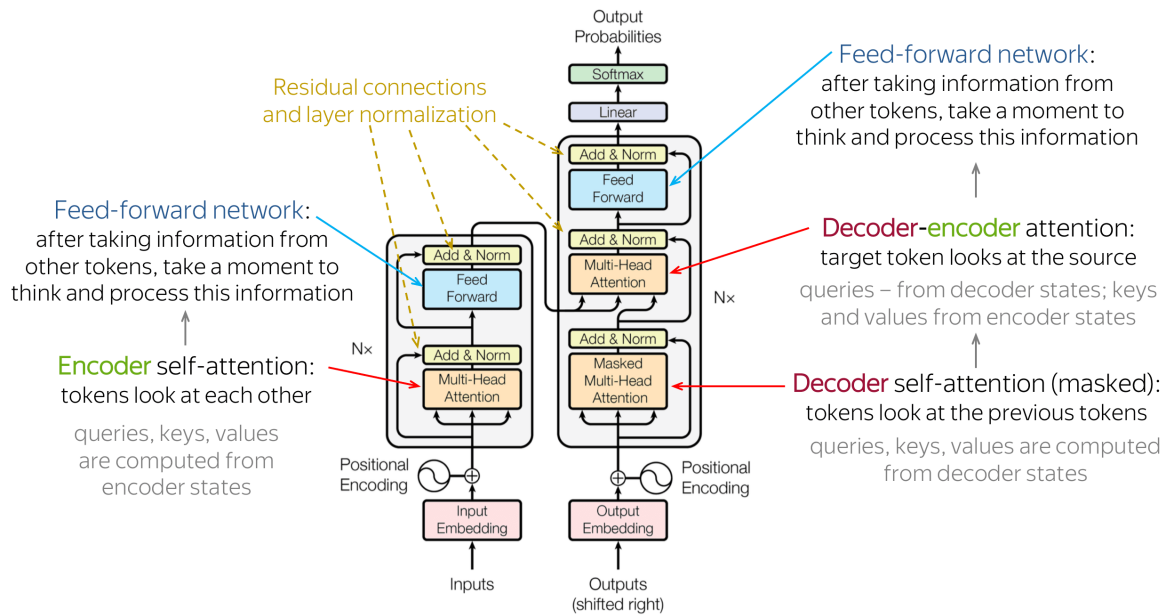 Output
Probabilities
Softmax
Linear
Add & Norm
Feed
Forward
Add & Norm
Multi-Head
Attention
Add & Norm
Masked
Multi-Head
Attention
Nx
Positional
Encoding
Output
Embedding
Outputs
(shifted right)
Residual connections
and layer normalization
Feed-forward network:
after taking information from
other tokens, take a moment to
think and process this information
Encoder self-attention:
tokens look at each other
queries, keys, values
are computed from
encoder states
Add & Norm
Feed
Forward
Nx
Add & Norm
Multi-Head
Attention
Positional
Encoding
Input
Embedding
Inputs
Feed-forward network:
after taking information from
other tokens, take a moment to
think and process this information
Decoder-encoder attention:
target token looks at the source
queries – from decoder states; keys
and values from encoder states
Decoder self-attention (masked):
tokens look at the previous tokens
queries, keys, values are computed
from decoder states